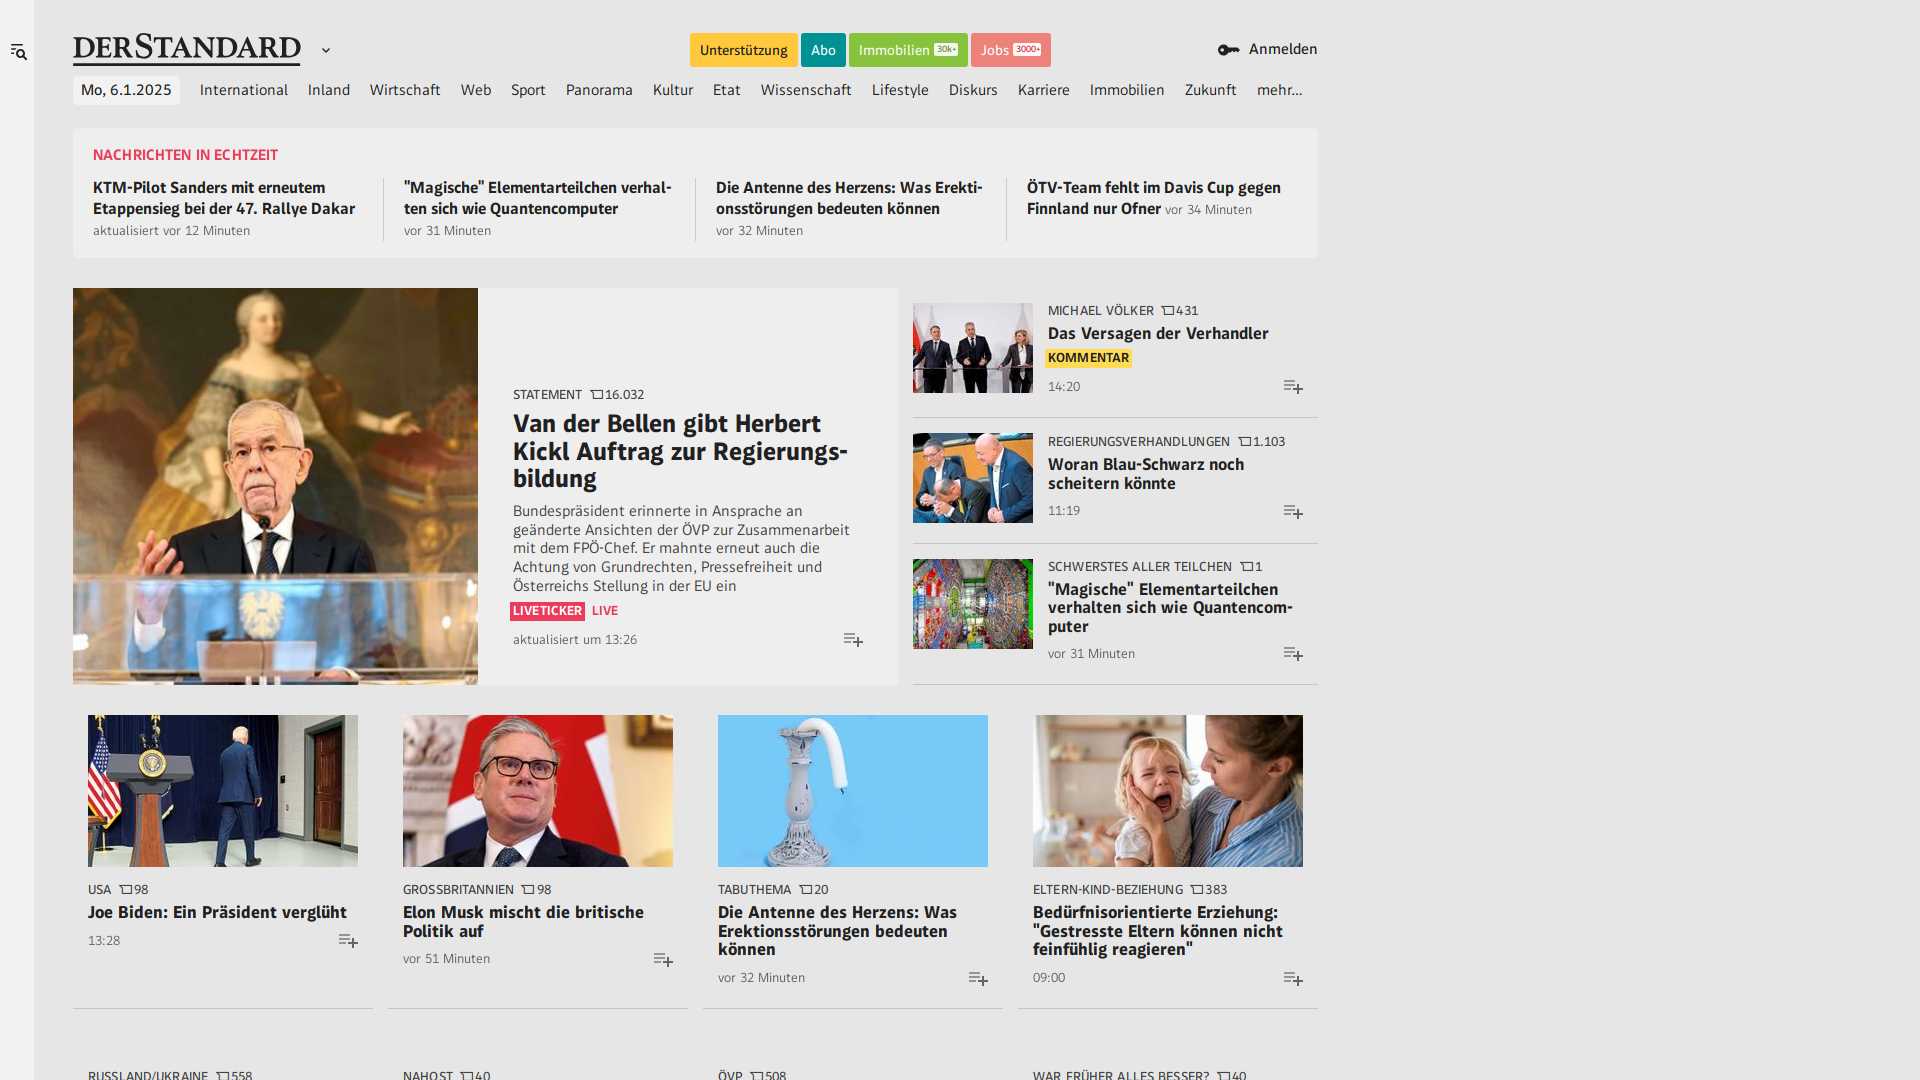 DERSTANDARD
Unterstützung
Abo
Immobilien 30k+
Jobs 3000+
Anmelden
Mo, 6.1.2025
International
Inland
Wirtschaft
Web
Sport
Panorama
Kultur
Etat
Wissenschaft
Lifestyle
Diskurs
Karriere
Immobilien
Zukunft
mehr...
NACHRICHTEN IN ECHTZEIT
KTM-Pilot Sanders mit erneutem
Etappensieg bei der 47. Rallye Dakar
aktualisiert vor 12 Minuten
"Magische" Elementarteilchen verhal-
ten sich wie Quantencomputer
vor 31 Minuten
Die Antenne des Herzens: Was Erekti-
onsstörungen bedeuten können
vor 32 Minuten
ÖTV-Team fehlt im Davis Cup gegen
Finnland nur Ofner vor 34 Minuten
STATEMENT 16.032
Van der Bellen gibt Herbert
Kickl Auftrag zur Regierungs-
bildung
Bundespräsident erinnerte in Ansprache an
geänderte Ansichten der ÖVP zur Zusammenarbeit
mit dem FPÖ-Chef. Er mahnte erneut auch die
Achtung von Grundrechten, Pressefreiheit und
Österreichs Stellung in der EU ein
LIVETICKER LIVE
aktualisiert um 13:26
MICHAEL VÖLKER 431
Das Versagen der Verhandler
KOMMENTAR
14:20
REGIERUNGSVERHANDLUNGEN 1.103
Woran Blau-Schwarz noch
scheitern könnte
11:19
SCHWERSTES ALLER TEILCHEN 1
"Magische" Elementarteilchen
verhalten sich wie Quantencom-
puter
vor 31 Minuten
USA 98
Joe Biden: Ein Präsident verglüht
13:28
GROSSBRITANNIEN 98
Elon Musk mischt die britische
Politik auf
vor 51 Minuten
TABUTHEMA 20
Die Antenne des Herzens: Was
Erektionsstörungen bedeuten
können
vor 32 Minuten
ELTERN-KIND-BEZIEHUNG 383
Bedürfnisorientierte Erziehung:
"Gestresste Eltern können nicht
feinfühlig reagieren"
09:00
RUSSLAND/UKRAINE 558
NAHOST 40
ÖVP 508
WAR FRÜHER ALLES BESSER? 40